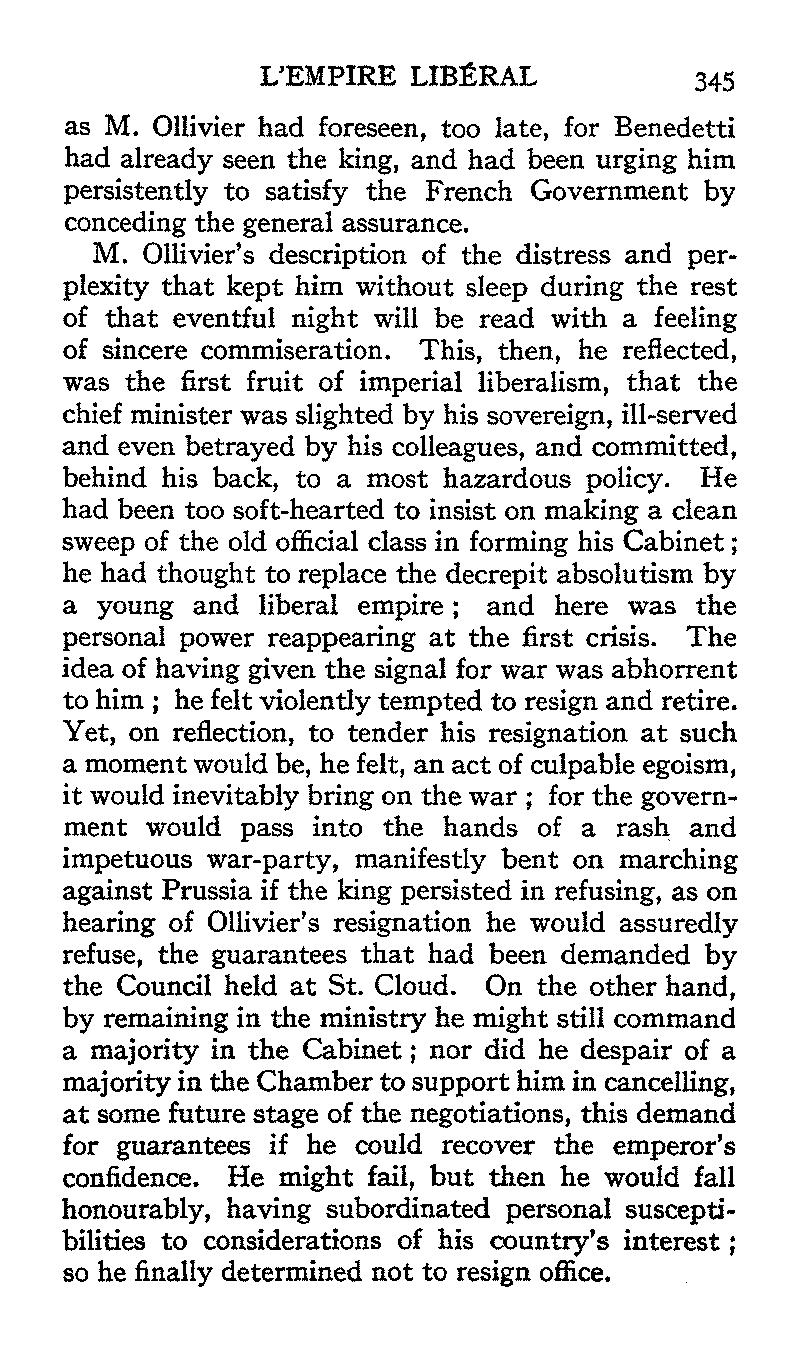 L'EMPIRE LIBÉRAL 345
as M. Ollivier had foreseen, too late, for Benedetti
had already seen the king, and had been urging him
persistently to satisfy the French Government by
conceding the general assurance.
M. Ollivier's description of the distress and per-
plexity that kept him without sleep during the rest
of that eventful night will be read with a feeling
of sincere commiseration. This, then, he reflected,
was the first fruit of imperial liberalism, that the
chief minister was slighted by his sovereign, ill-served
and even betrayed by his colleagues, and committed,
behind his back, to a most hazardous policy. He
had been too soft-hearted to insist on making a clean
sweep of the old official class in forming his Cabinet ;
he had thought to replace the decrepit absolutism by
a young and liberal empire ; and here was the
personal power reappearing at the first crisis. The
idea of having given the signal for war was abhorrent
to him ; he felt violently tempted to resign and retire.
Yet, on reflection, to tender his resignation at such
a moment would be, he felt, an act of culpable egoism,
it would inevitably bring on the war ; for the govern-
ment would pass into the hands of a rash and
impetuous war-party, manifestly bent on marching
against Prussia if the king persisted in refusing, as on
hearing of Ollivier's resignation he would assuredly
refuse, the guarantees that had been demanded by
the Council held at St. Cloud. On the other hand,
by remaining in the ministry he might still command
a majority in the Cabinet ; nor did he despair of a
majority in the Chamber to support him in cancelling,
at some future stage of the negotiations, this demand
for guarantees if he could recover the emperor's
confidence. He might fail, but then he would fall
honourably, having subordinated personal suscepti-
bilities to considerations of his country's interest ;
so he finally determined not to resign office.